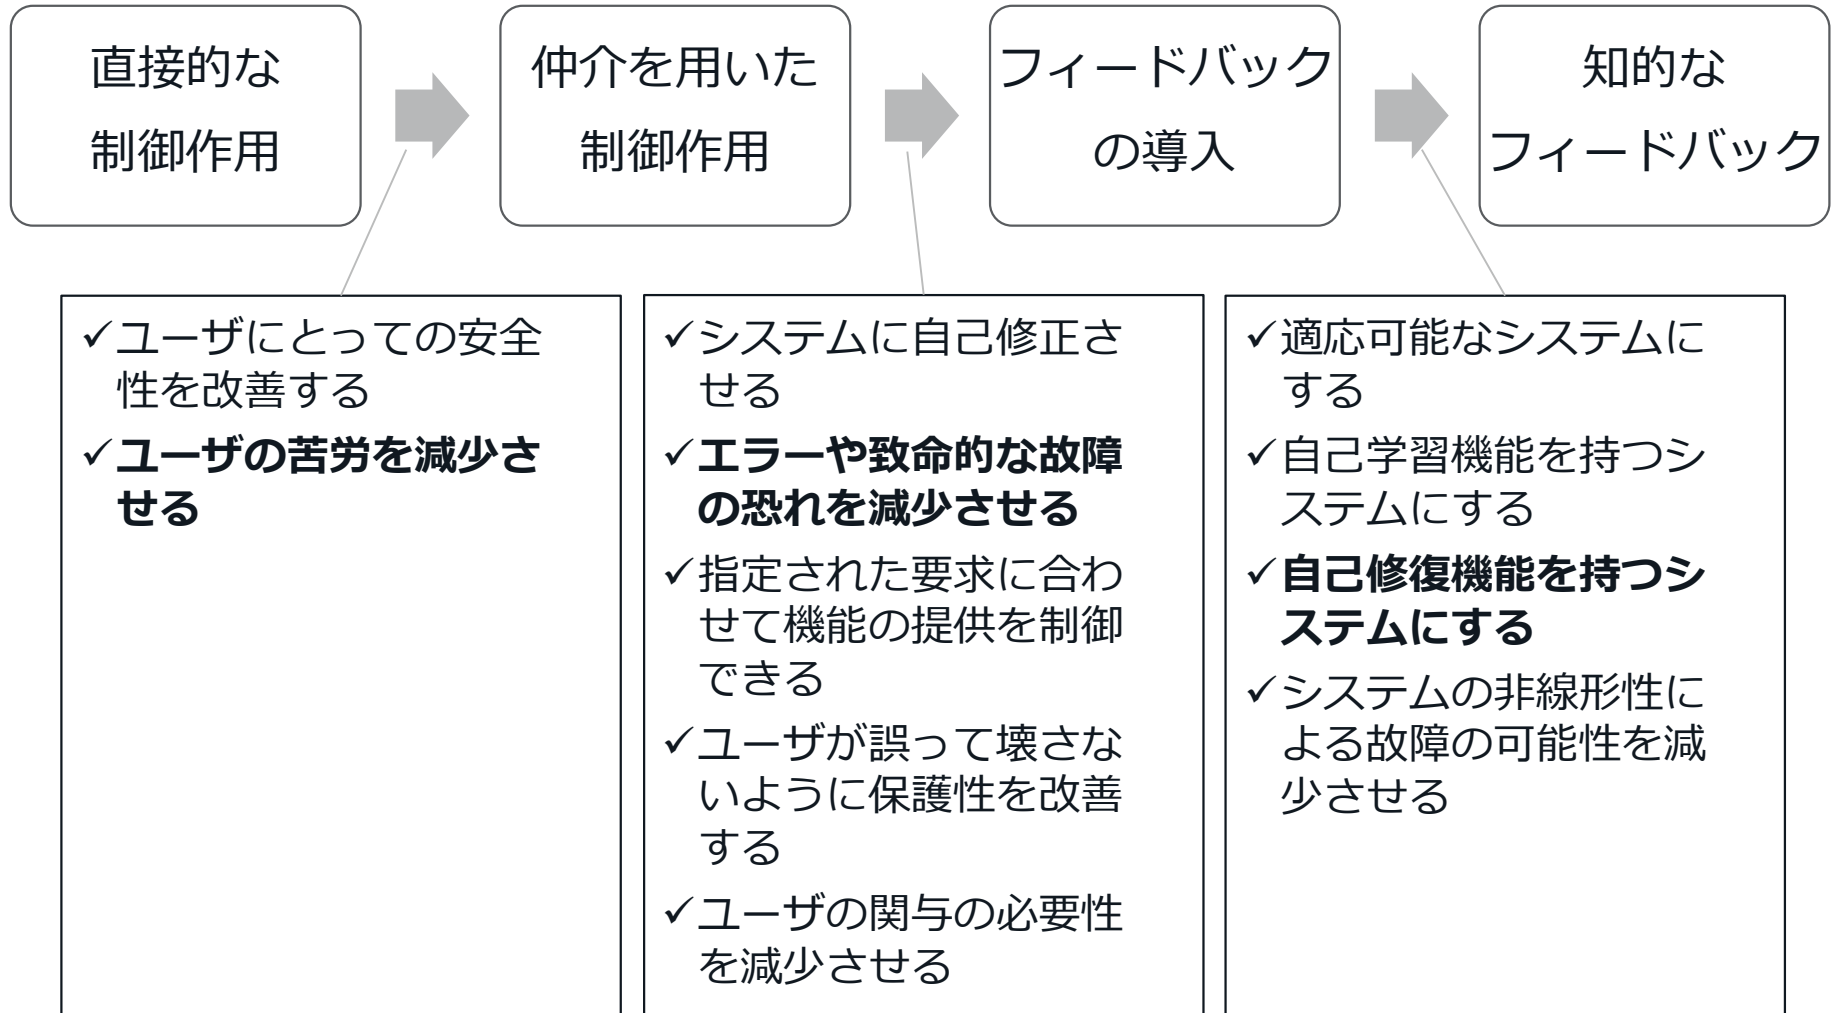 直接的な
制御作用
仲介を用いた
制御作用
フィードバック
の導入
知的な
フィードバック
✓ユーザにとっての安全
性を改善する
✓ユーザの苦労を減少さ
せる
✓システムに自己修正さ
せる
✓エラーや致命的な故障
の恐れを減少させる
✓指定された要求に合わ
せて機能の提供を制御
できる
✓ユーザが誤って壊さな
いように保護性を改善
する
✓ユーザの関与の必要性
を減少させる
✓適応可能なシステムに
する
✓自己学習機能を持つシ
ステムにする
✓自己修復機能を持つシ
ステムにする
✓システムの非線形性に
よる故障の可能性を減
少させる